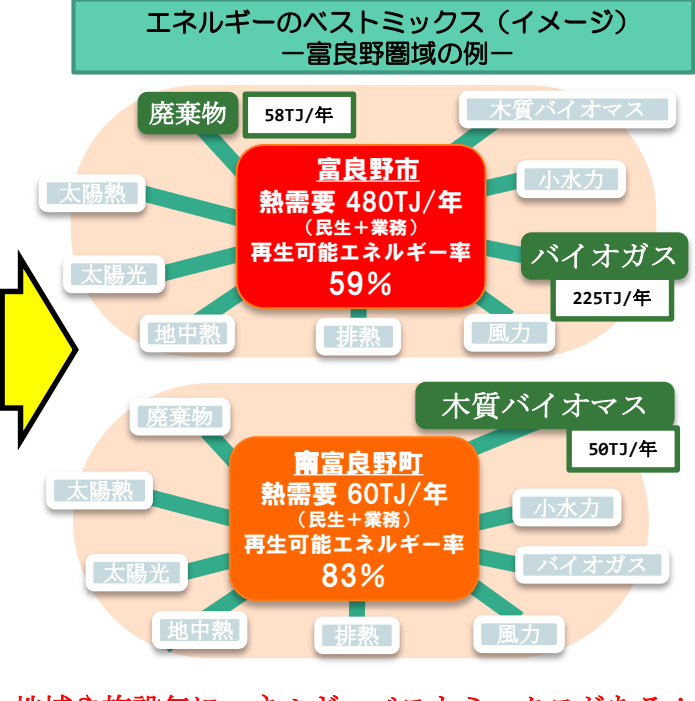 エネルギーのベストミックス（イメージ）
－富良野圏域の例－
廃棄物
58TJ/年
木質バイオマス
太陽熱
富良野市
熱需要 480TJ/年
（民生＋業務）
再生可能エネルギー率
59%
小水力
バイオガス
225TJ/年
太陽光
地中熱
排熱
風力
廃棄物
木質バイオマス
50TJ/年
太陽熱
南富良野町
熱需要 60TJ/年
（民生＋業務）
再生可能エネルギー率
83%
小水力
太陽光
バイオガス
地中熱
排熱
風力